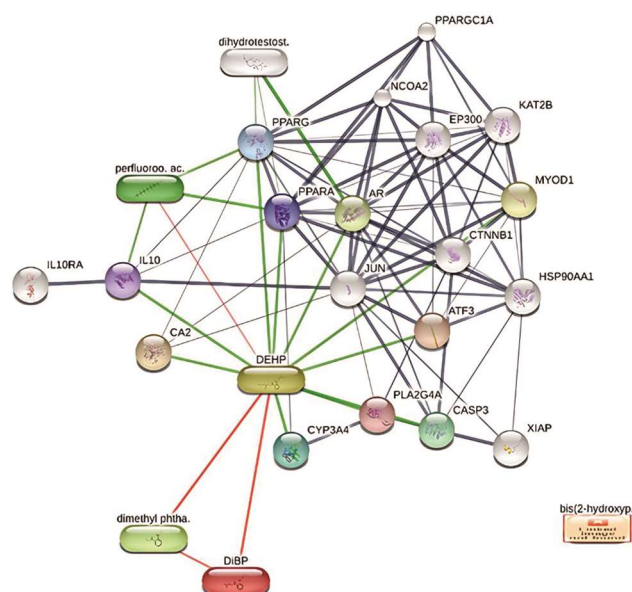 PPARGC1A
dihydrotestost.
NCOA2
KAT2B
EP300
PPARG
perfluoroo. ac.
MYOD1
PPARA
AR
CTNNB1
IL10RA
IL10
JUN
HSP90AA1
ATF3
CA2
DEHP
PLA2G4A
CASP3
CYP3A4
XIAP
bis(2-hydroxyp.
dimethyl phtha.
DiBP